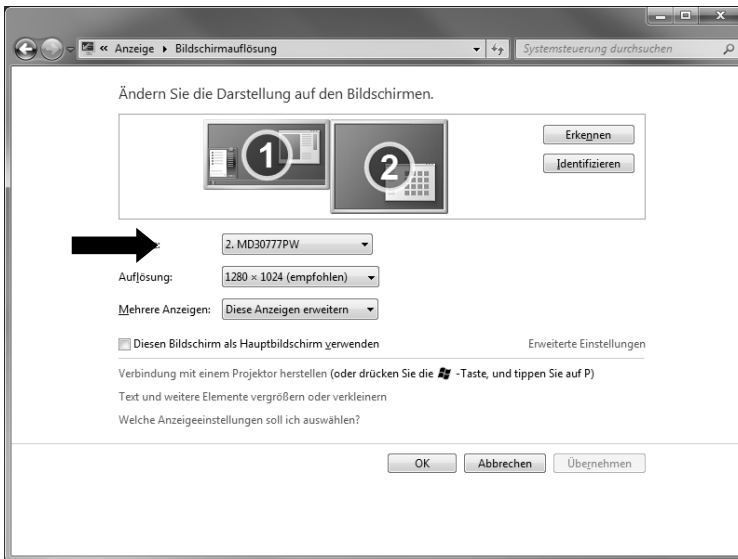 « Anzeige ▸ Bildschirmauflösung
Systemsteuerung durchsuchen
Ändern Sie die Darstellung auf den Bildschirmen.
1
2
Erkennen
Identifizieren
2. MD30777PW
Auflösung:
1280 × 1024 (empfohlen)
Mehrere Anzeigen:
Diese Anzeigen erweitern
Diesen Bildschirm als Hauptbildschirm verwenden
Erweiterte Einstellungen
Verbindung mit einem Projektor herstellen (oder drücken Sie die -Taste, und tippen Sie auf P)
Text und weitere Elemente vergrößern oder verkleinern
Welche Anzeigeeinstellungen soll ich auswählen?
OK
Abbrechen
Übernehmen